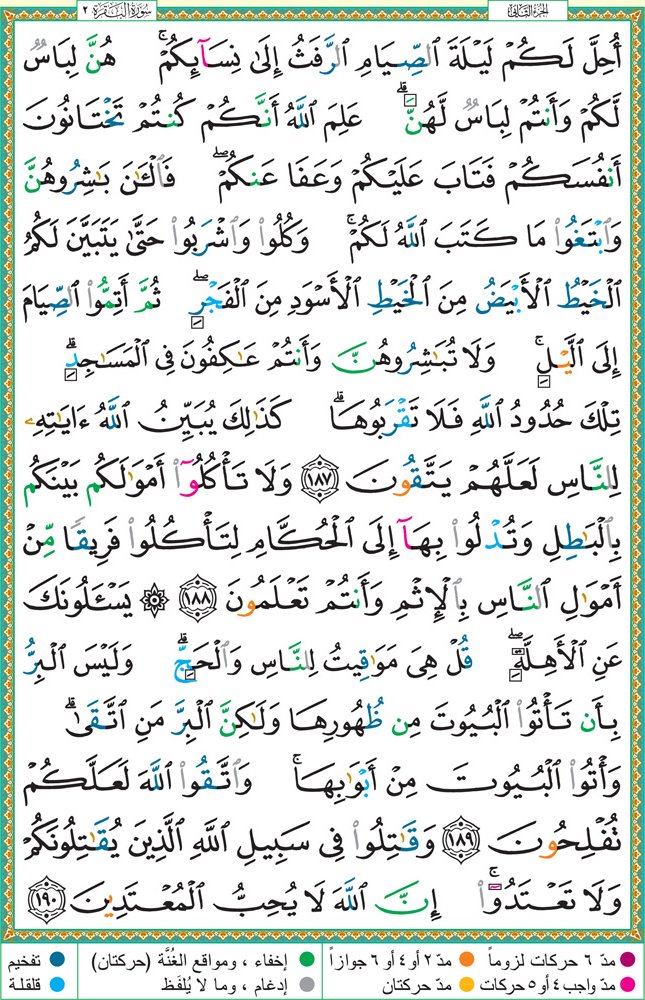 الجزء الثاني
سورة البقرة ٢
أُحِلَّ لَكُمْ لَيْلَةَ ٱلصِّيَامِ ٱلرَّفَثُ إِلَىٰ نِسَآئِكُمْ ۚ هُنَّ لِبَاسٌ
لَّكُمْ وَأَنتُمْ لِبَاسٌ لَّهُنَّ ۗ عَلِمَ ٱللَّهُ أَنَّكُمْ كُنتُمْ تَخْتَانُونَ
أَنفُسَكُمْ فَتَابَ عَلَيْكُمْ وَعَفَا عَنكُمْ ۖ فَٱلْـَٰٔنَ بَـٰشِرُوهُنَّ
وَٱبْتَغُوا۟ مَا كَتَبَ ٱللَّهُ لَكُمْ ۚ وَكُلُوا۟ وَٱشْرَبُوا۟ حَتَّىٰ يَتَبَيَّنَ لَكُمُ
ٱلْخَيْطُ ٱلْأَبْيَضُ مِنَ ٱلْخَيْطِ ٱلْأَسْوَدِ مِنَ ٱلْفَجْرِ ۖ ثُمَّ أَتِمُّوا۟ ٱلصِّيَامَ
إِلَى ٱلَّيْلِ ۚ وَلَا تُبَـٰشِرُوهُنَّ وَأَنتُمْ عَـٰكِفُونَ فِى ٱلْمَسَـٰجِدِ ۗ
تِلْكَ حُدُودُ ٱللَّهِ فَلَا تَقْرَبُوهَا ۗ كَذَٰلِكَ يُبَيِّنُ ٱللَّهُ ءَايَـٰتِهِۦ
لِلنَّاسِ لَعَلَّهُمْ يَتَّقُونَ ١٨٧ وَلَا تَأْكُلُوٓا۟ أَمْوَٰلَكُم بَيْنَكُم
بِٱلْبَـٰطِلِ وَتُدْلُوا۟ بِهَآ إِلَى ٱلْحُكَّامِ لِتَأْكُلُوا۟ فَرِيقًا مِّنْ
أَمْوَٰلِ ٱلنَّاسِ بِٱلْإِثْمِ وَأَنتُمْ تَعْلَمُونَ ١٨٨ ۞ يَسْـَٔلُونَكَ
عَنِ ٱلْأَهِلَّةِ ۖ قُلْ هِىَ مَوَٰقِيتُ لِلنَّاسِ وَٱلْحَجِّ ۗ وَلَيْسَ ٱلْبِرُّ
بِأَن تَأْتُوا۟ ٱلْبُيُوتَ مِن ظُهُورِهَا وَلَـٰكِنَّ ٱلْبِرَّ مَنِ ٱتَّقَىٰ ۗ
وَأْتُوا۟ ٱلْبُيُوتَ مِنْ أَبْوَٰبِهَا ۚ وَٱتَّقُوا۟ ٱللَّهَ لَعَلَّكُمْ
تُفْلِحُونَ ١٨٩ وَقَـٰتِلُوا۟ فِى سَبِيلِ ٱللَّهِ ٱلَّذِينَ يُقَـٰتِلُونَكُمْ
وَلَا تَعْتَدُوٓا۟ ۚ إِنَّ ٱللَّهَ لَا يُحِبُّ ٱلْمُعْتَدِينَ ١٩٠
مدّ ٦ حركات لزوماً مدّ ٢ أو ٤ أو ٦ جوازاً إخفاء ، ومواقع الغُنَّة (حركتان) تفخيم
مدّ واجب ٤ أو ٥ حركات مدّ حركتان إدغام ، وما لا يُلفَظ قلقلة